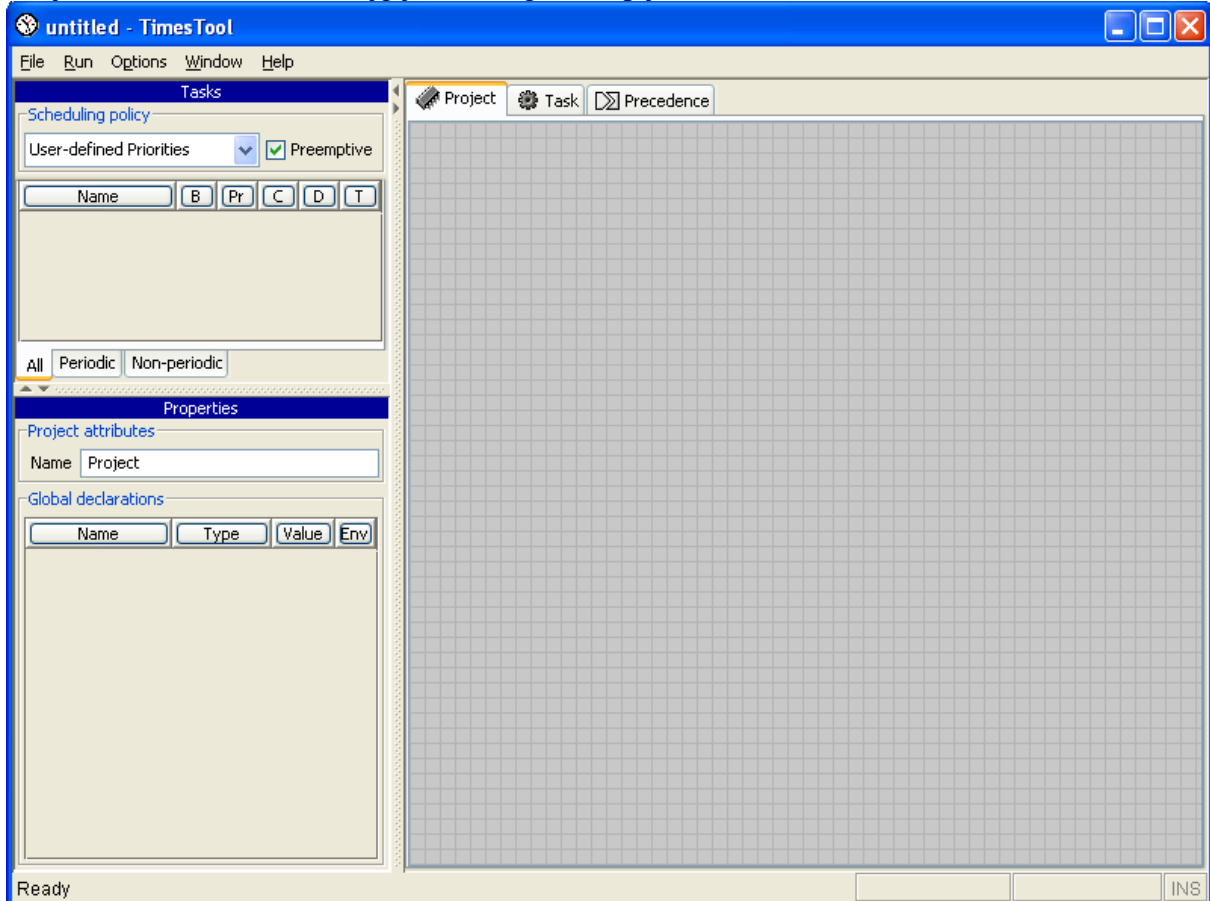 untitled - TimesTool
File Run Options Window Help
Tasks
Scheduling policy
User-defined Priorities Preemptive
Name B Pr C D T
All Periodic Non-periodic
Properties
Project attributes
Name Project
Global declarations
Name Type Value Env
Project Task Precedence
Ready INS